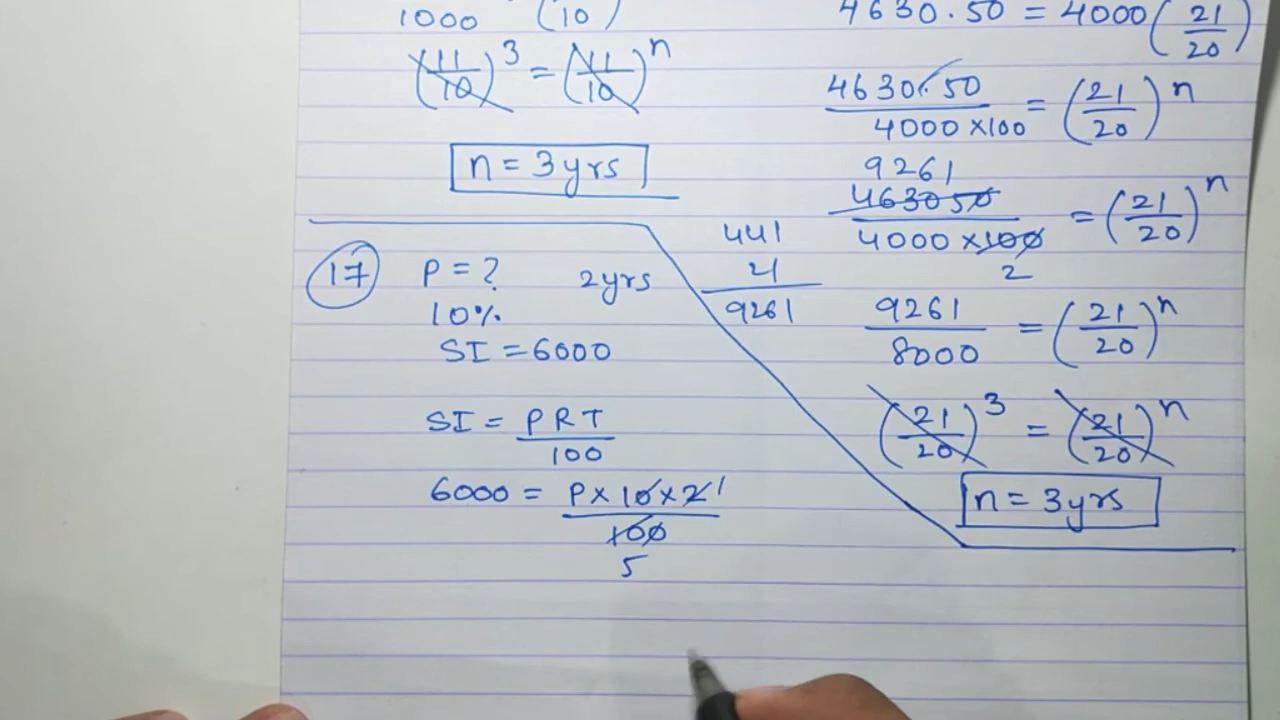 1000 (10)
(11/10)³ = (11/10)ⁿ
n = 3yrs
17 P = ? 2yrs
10%
SI = 6000
SI = PRT
100
6000 = P×10×2 1
100
5
441
21
9261
4630.50 = 4000(21/20)
4630.50 = (21/20)ⁿ
4000×100
9261
463050 = (21/20)ⁿ
4000×100
2
9261 = (21/20)ⁿ
8000
(21/20)³ = (21/20)ⁿ
n = 3yrs